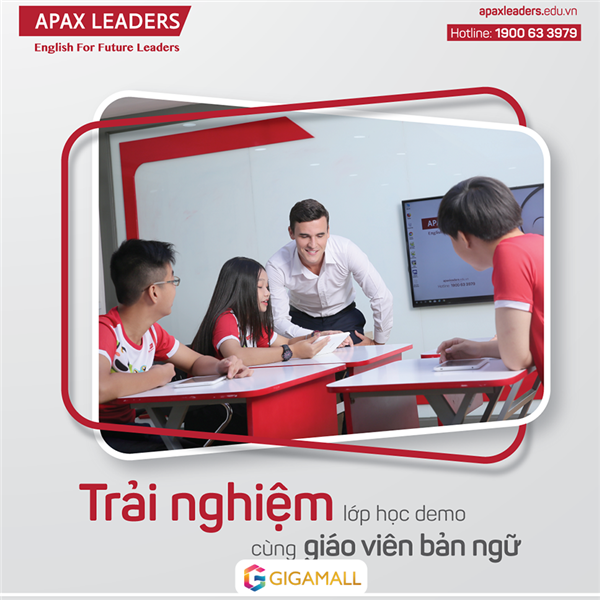 APAX LEADERS
English For Future Leaders
apaxleaders.edu.vn
Hotline: 1900 63 3979
Trải nghiệm lớp học demo
cùng giáo viên bản ngữ
GIGAMALL